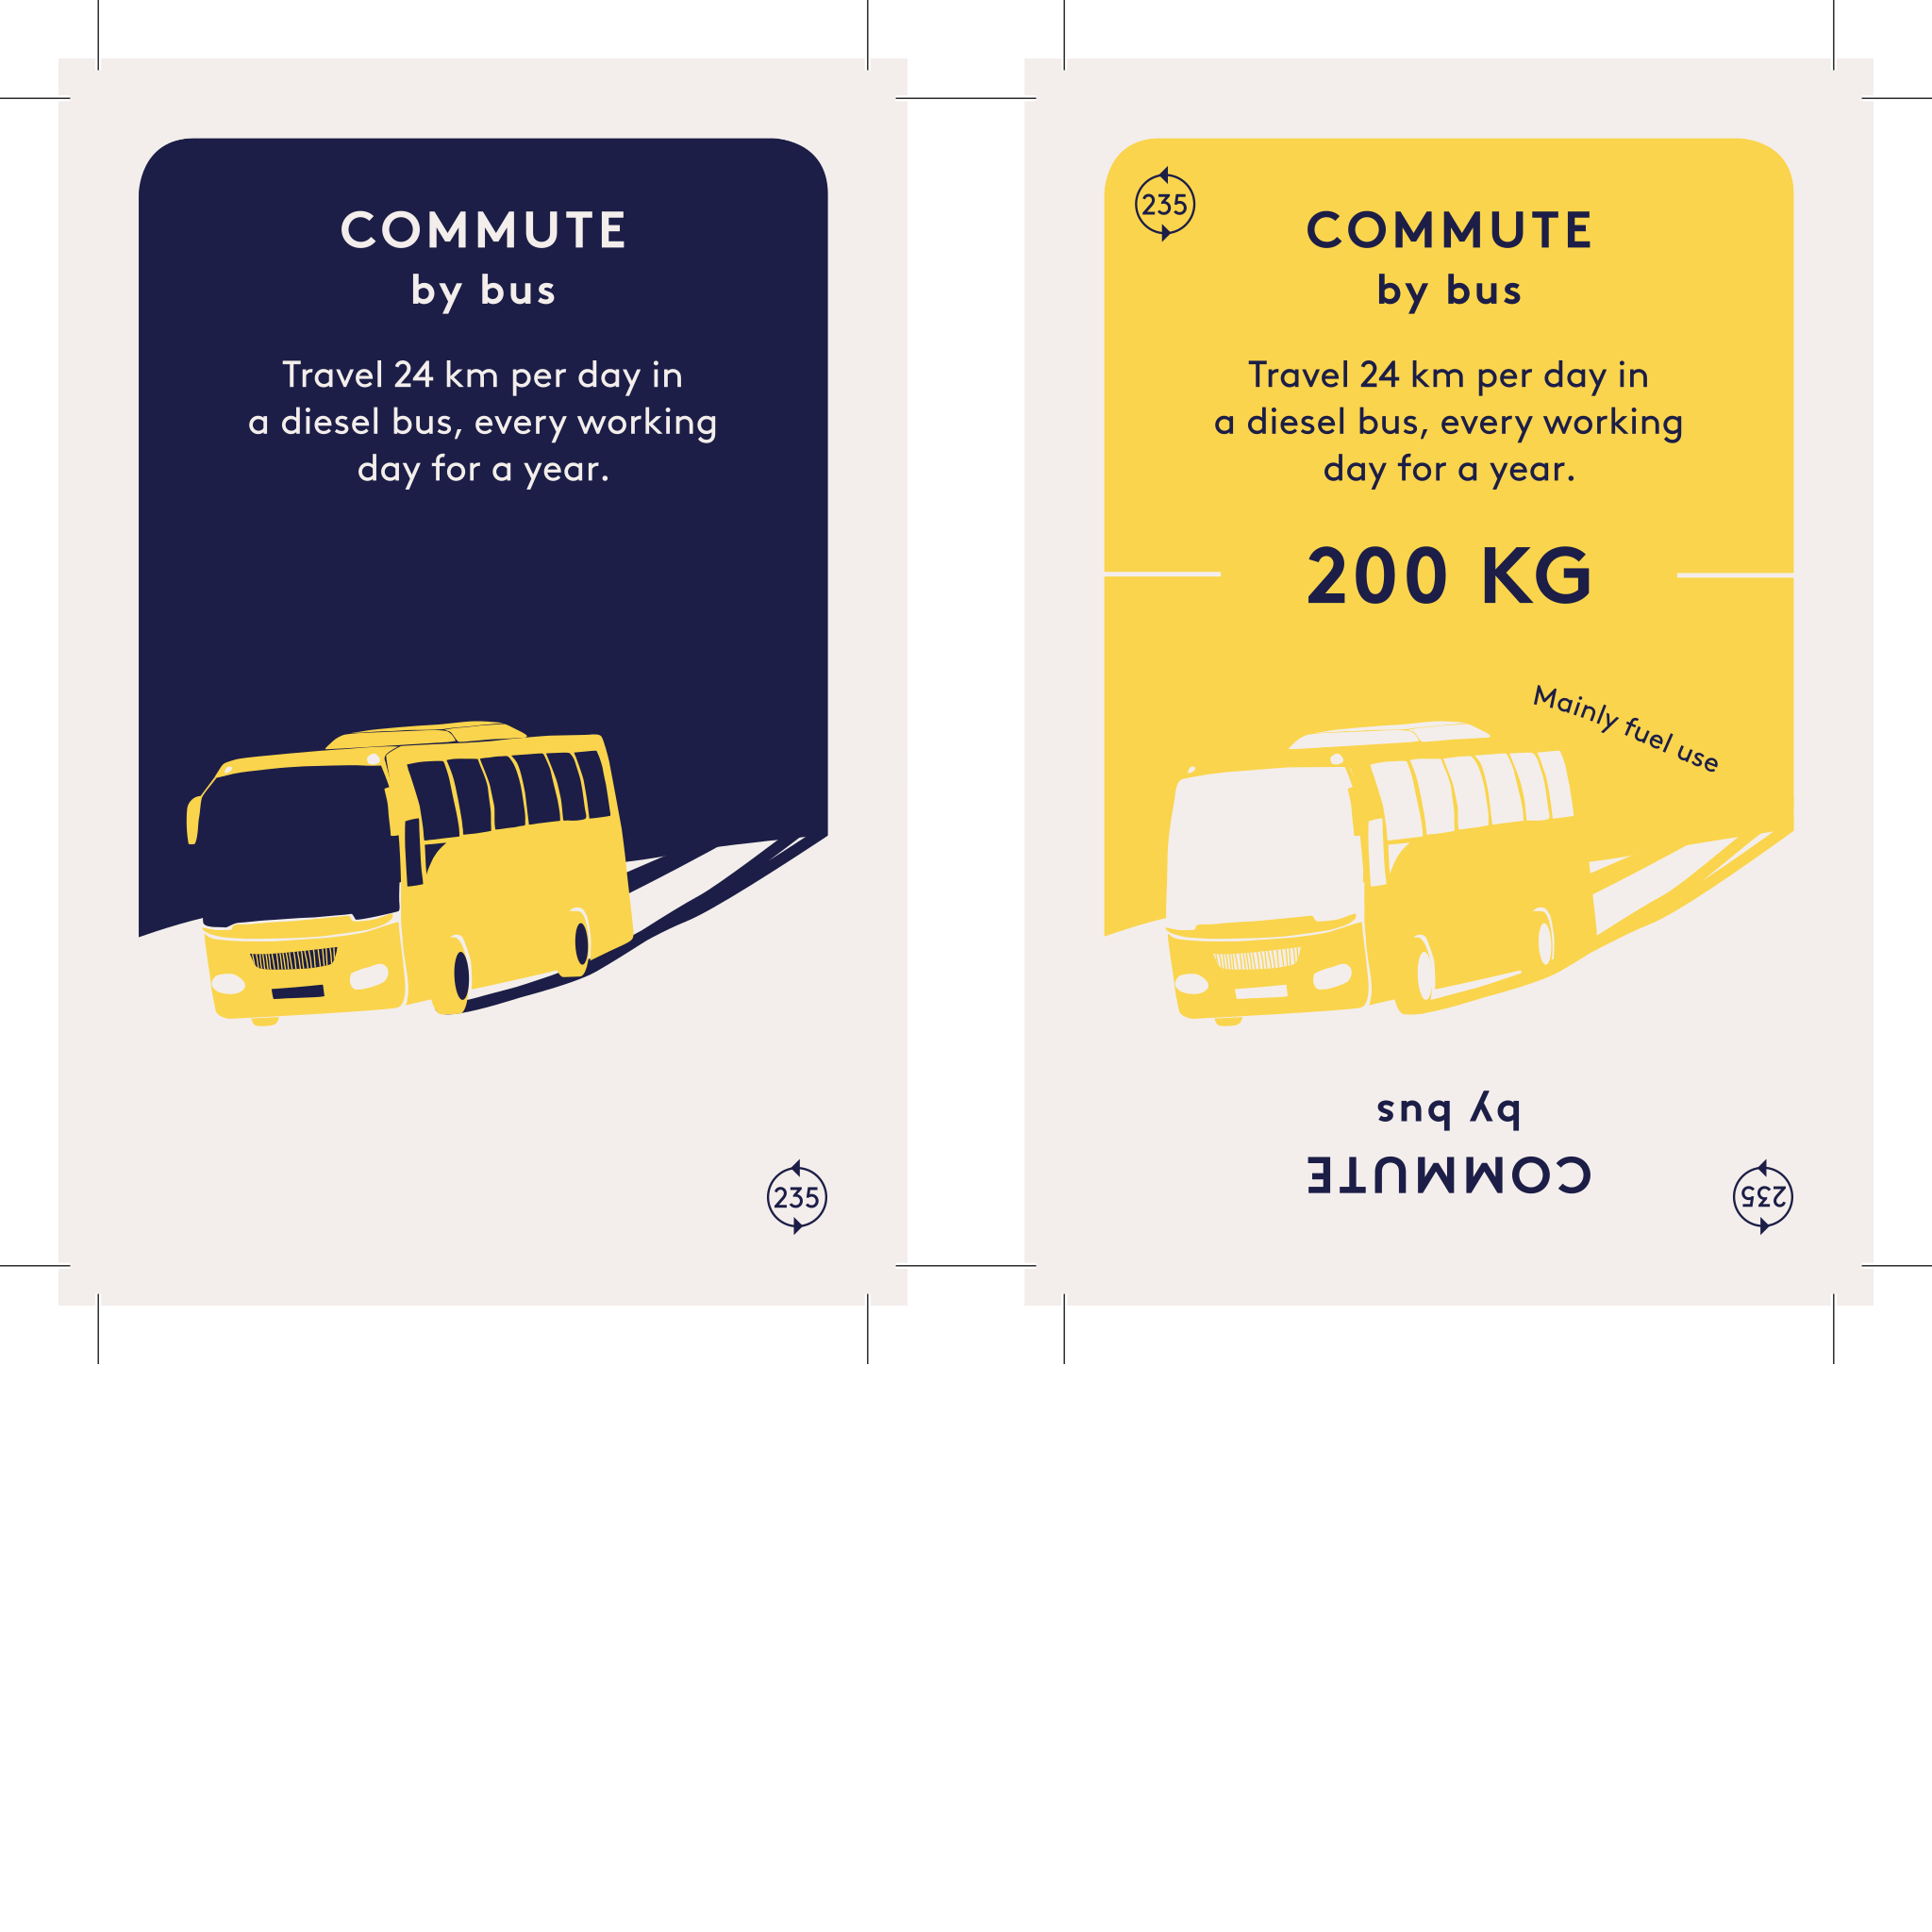 COMMUTE
by bus
Travel 24 km per day in
a diesel bus, every working
day for a year.
235
235
COMMUTE
by bus
Travel 24 km per day in
a diesel bus, every working
day for a year.
200 KG
Mainly fuel use
COMMUTE
by bus
235